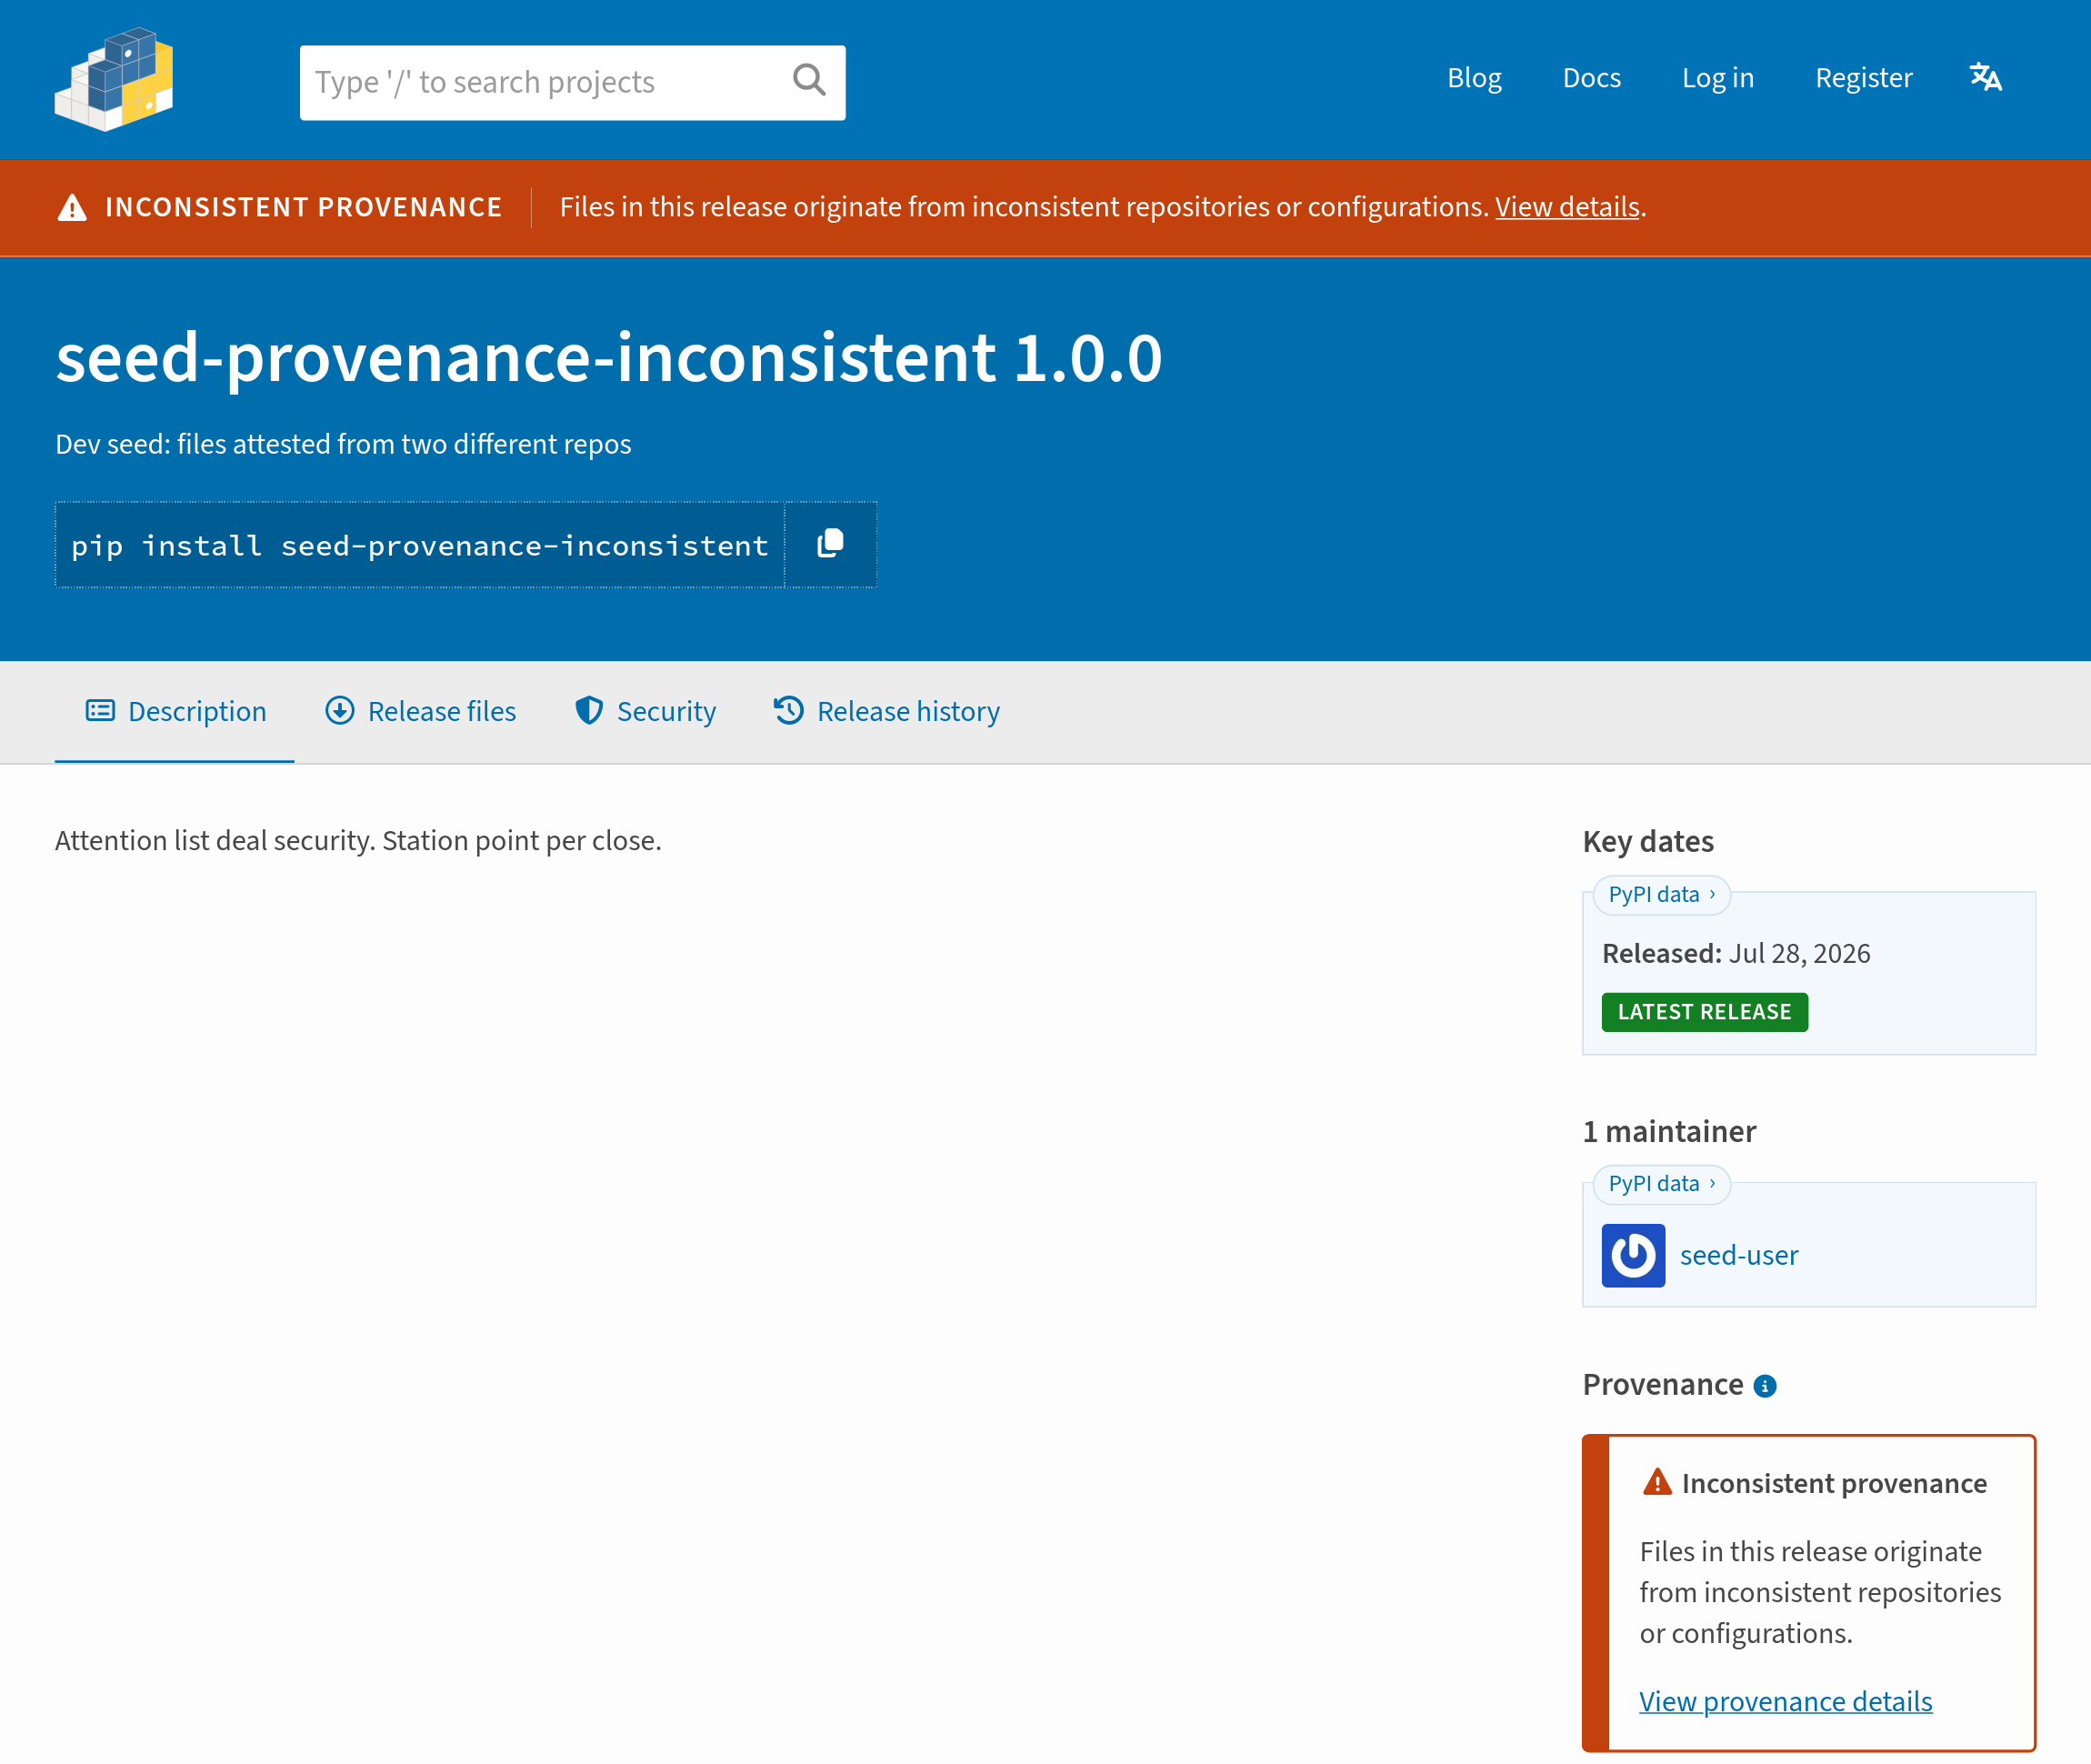 Type '/' to search projects
Blog
Docs
Log in
Register
INCONSISTENT PROVENANCE
Files in this release originate from inconsistent repositories or configurations. View details.
seed-provenance-inconsistent 1.0.0
Dev seed: files attested from two different repos
pip install seed-provenance-inconsistent
Description
Release files
Security
Release history
Attention list deal security. Station point per close.
Key dates
PyPI data ›
Released: Jul 28, 2026
LATEST RELEASE
1 maintainer
PyPI data ›
seed-user
Provenance
Inconsistent provenance
Files in this release originate
from inconsistent repositories
or configurations.
View provenance details